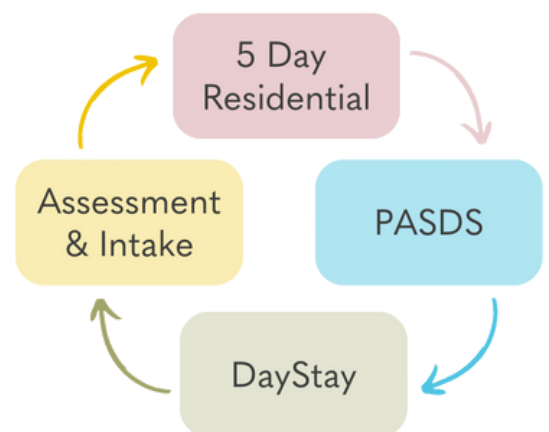 5 Day
Residential
Assessment
& Intake
PASDS
DayStay